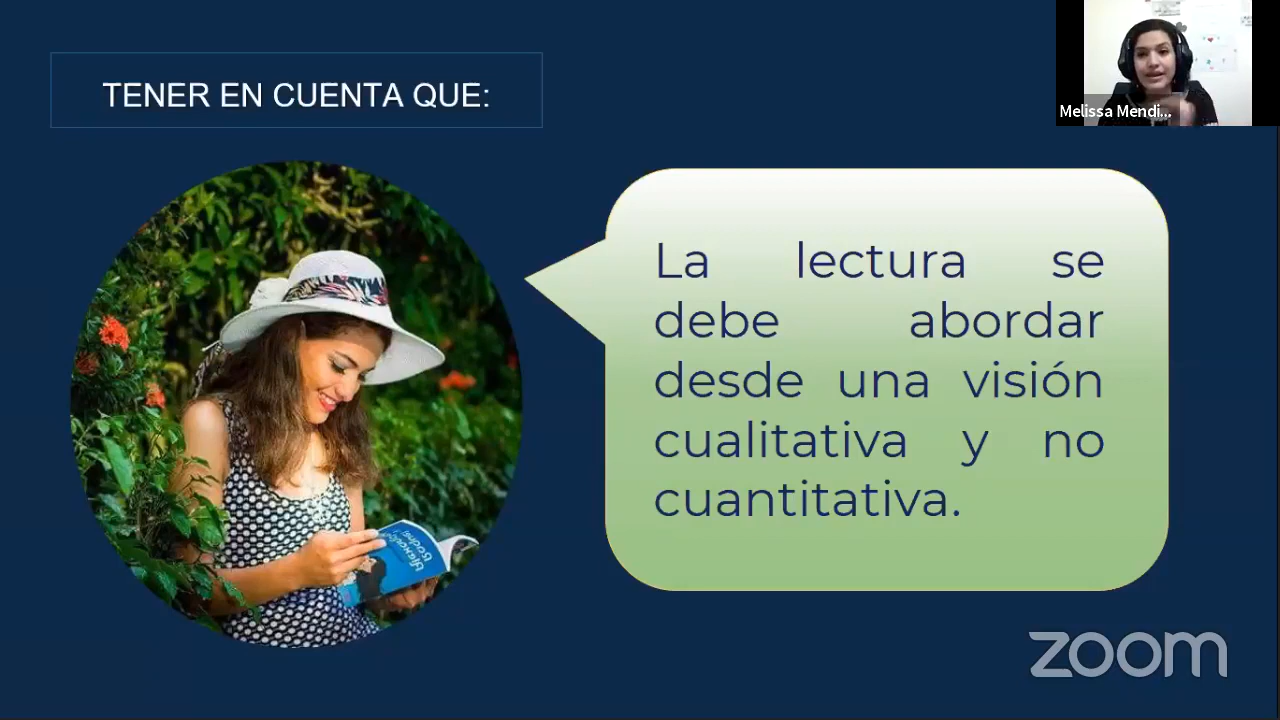 TENER EN CUENTA QUE:
Melissa Mendi...
La lectura se
debe abordar
desde una visión
cualitativa y no
cuantitativa.
zoom